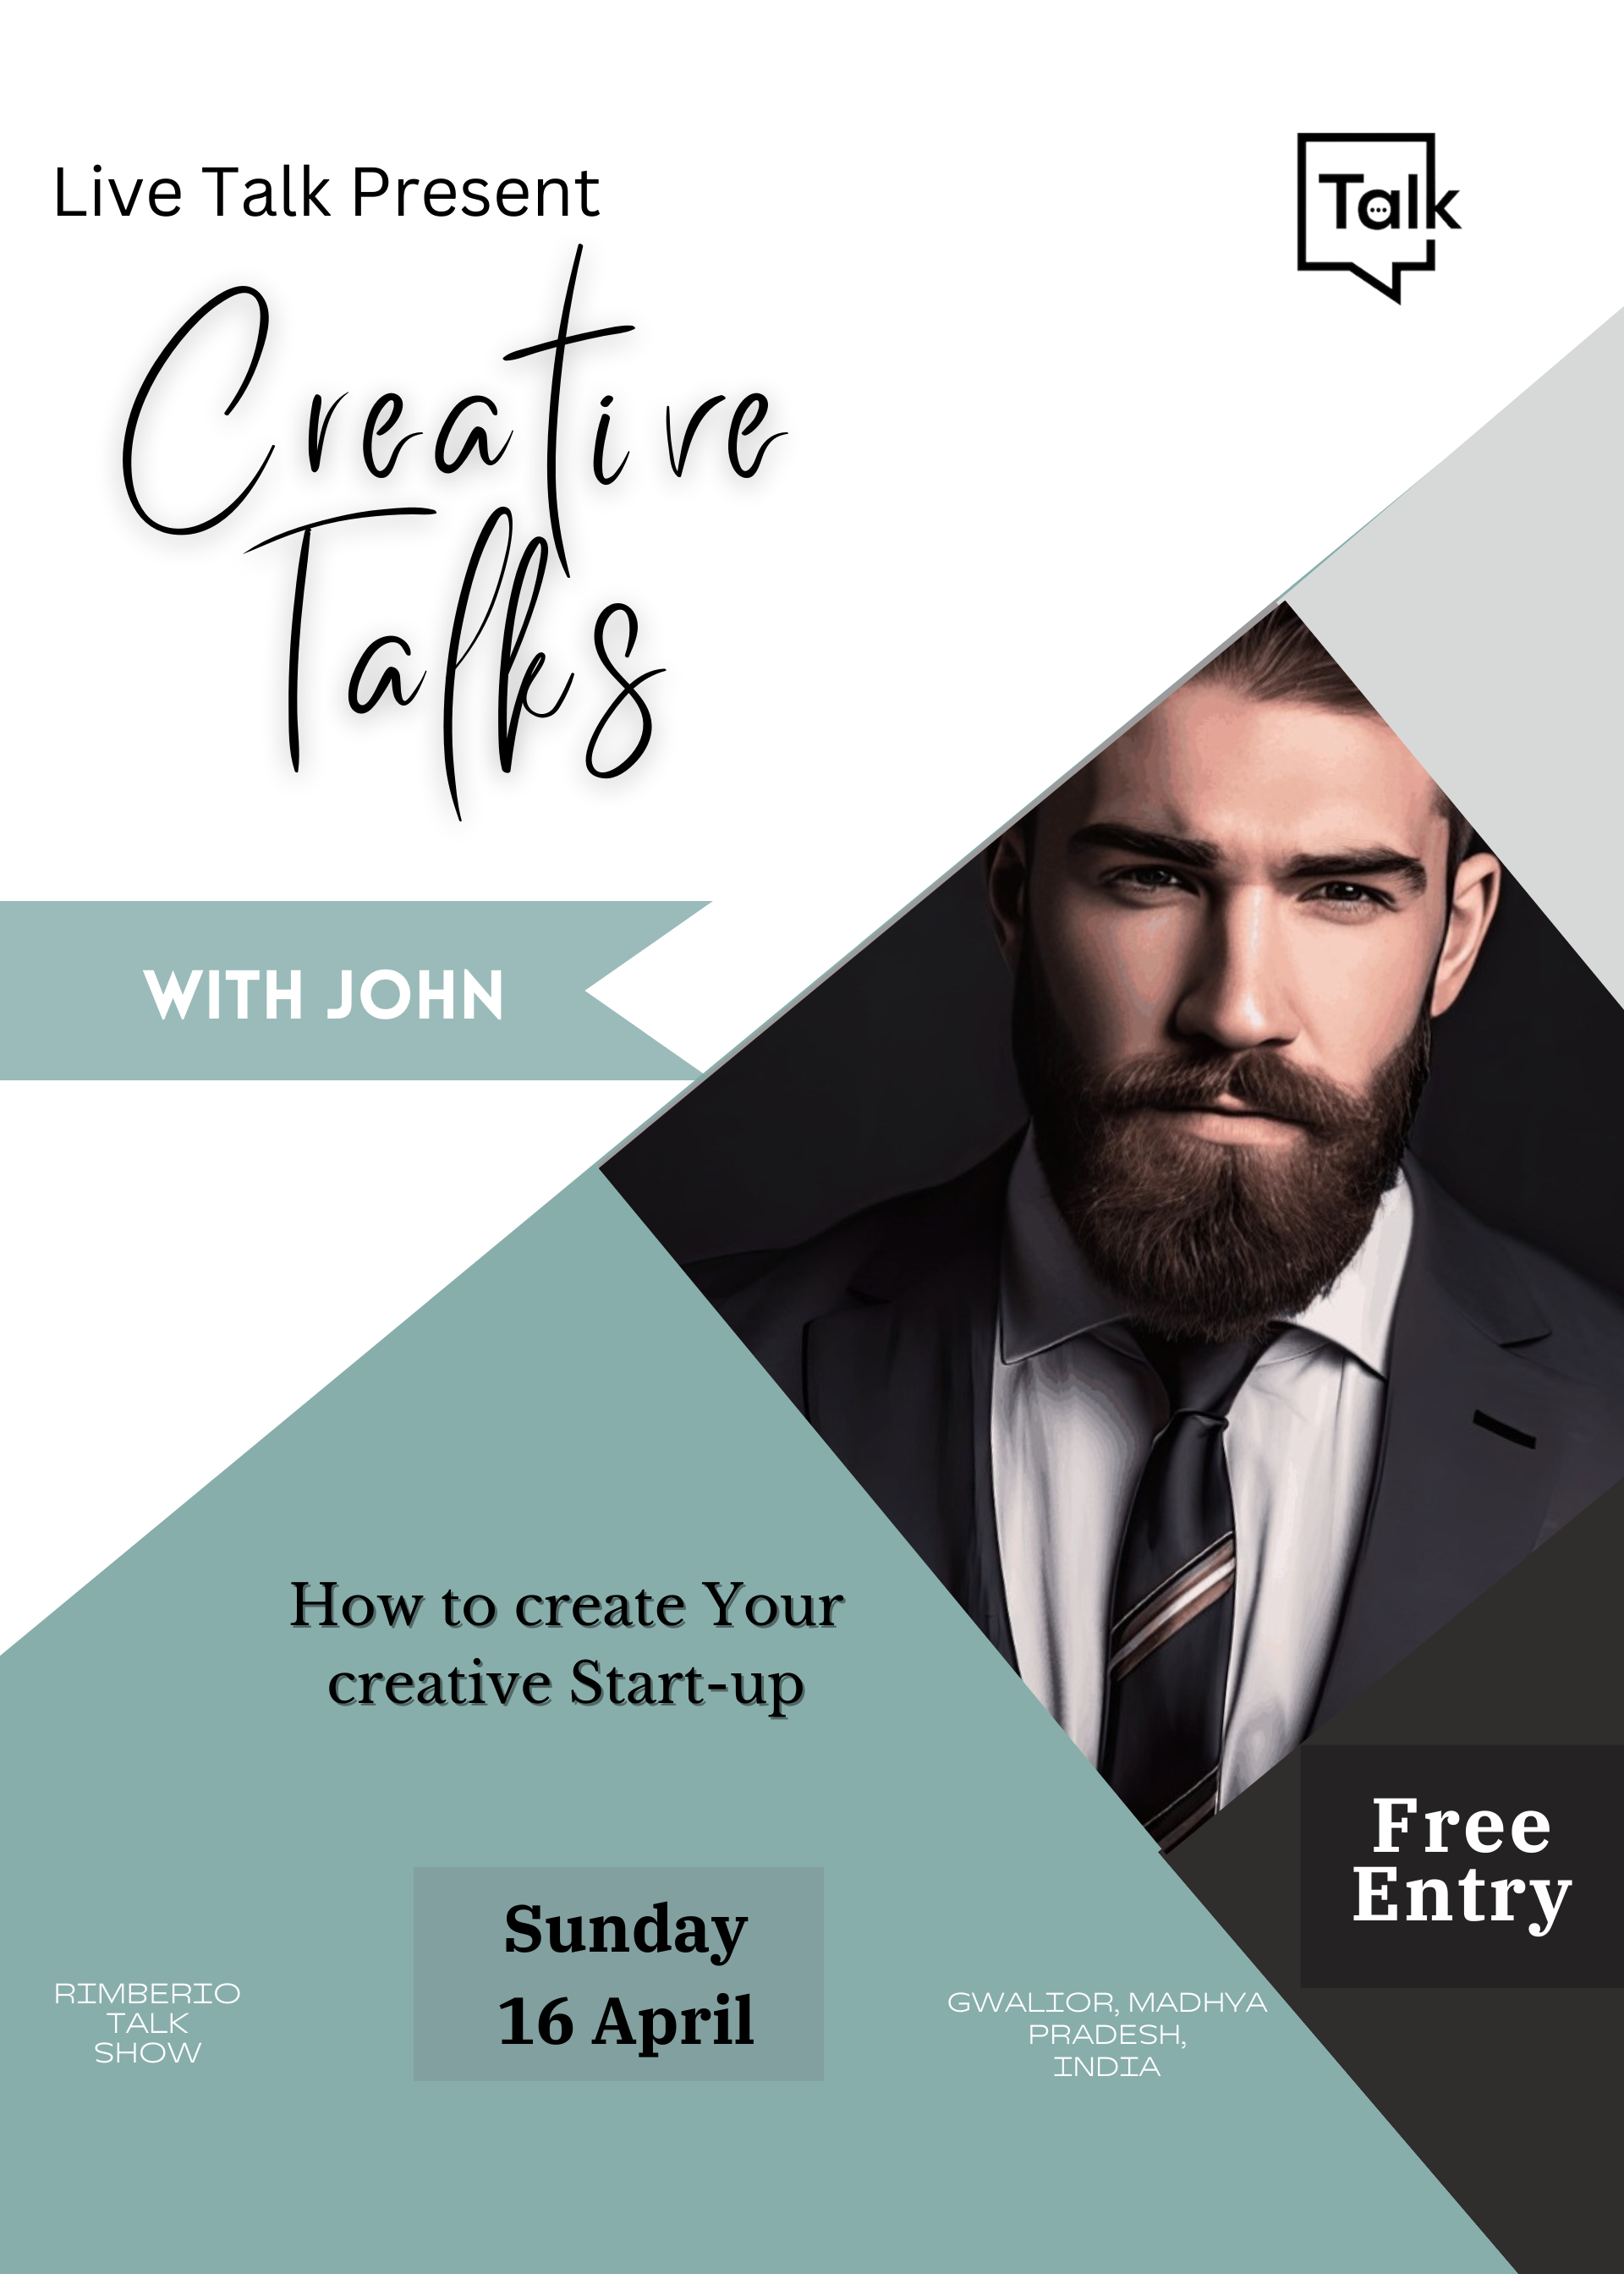 Live Talk Present
Talk
Creative
Talks
WITH JOHN
How to create Your
creative Start-up
Free
Entry
Sunday
16 April
RIMBERIO
TALK
SHOW
GWALIOR, MADHYA
PRADESH,
INDIA